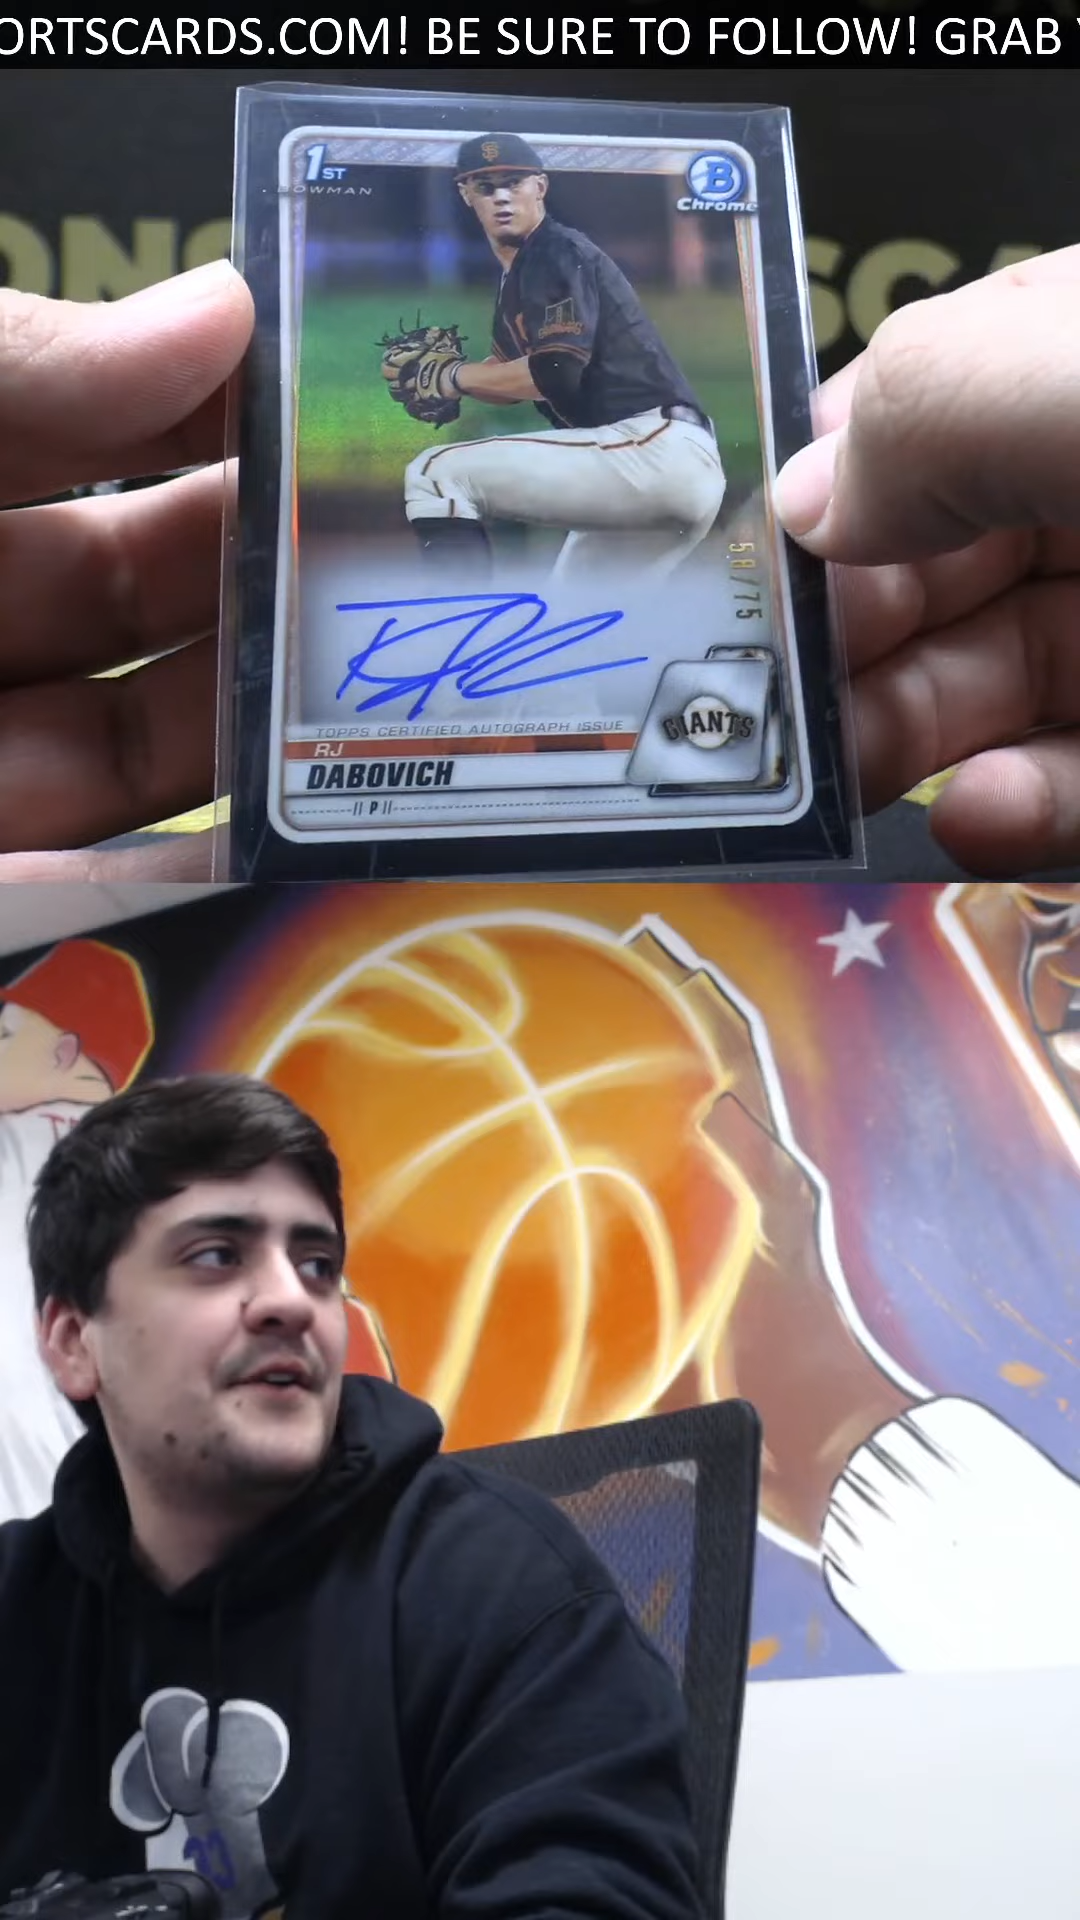 ORTSCARDS.COM! BE SURE TO FOLLOW! GRAB
1ST
BOWMAN
B
Chrome
SF
58/75
TOPPS CERTIFIED AUTOGRAPH ISSUE
GIANTS
RJ
DABOVICH
P